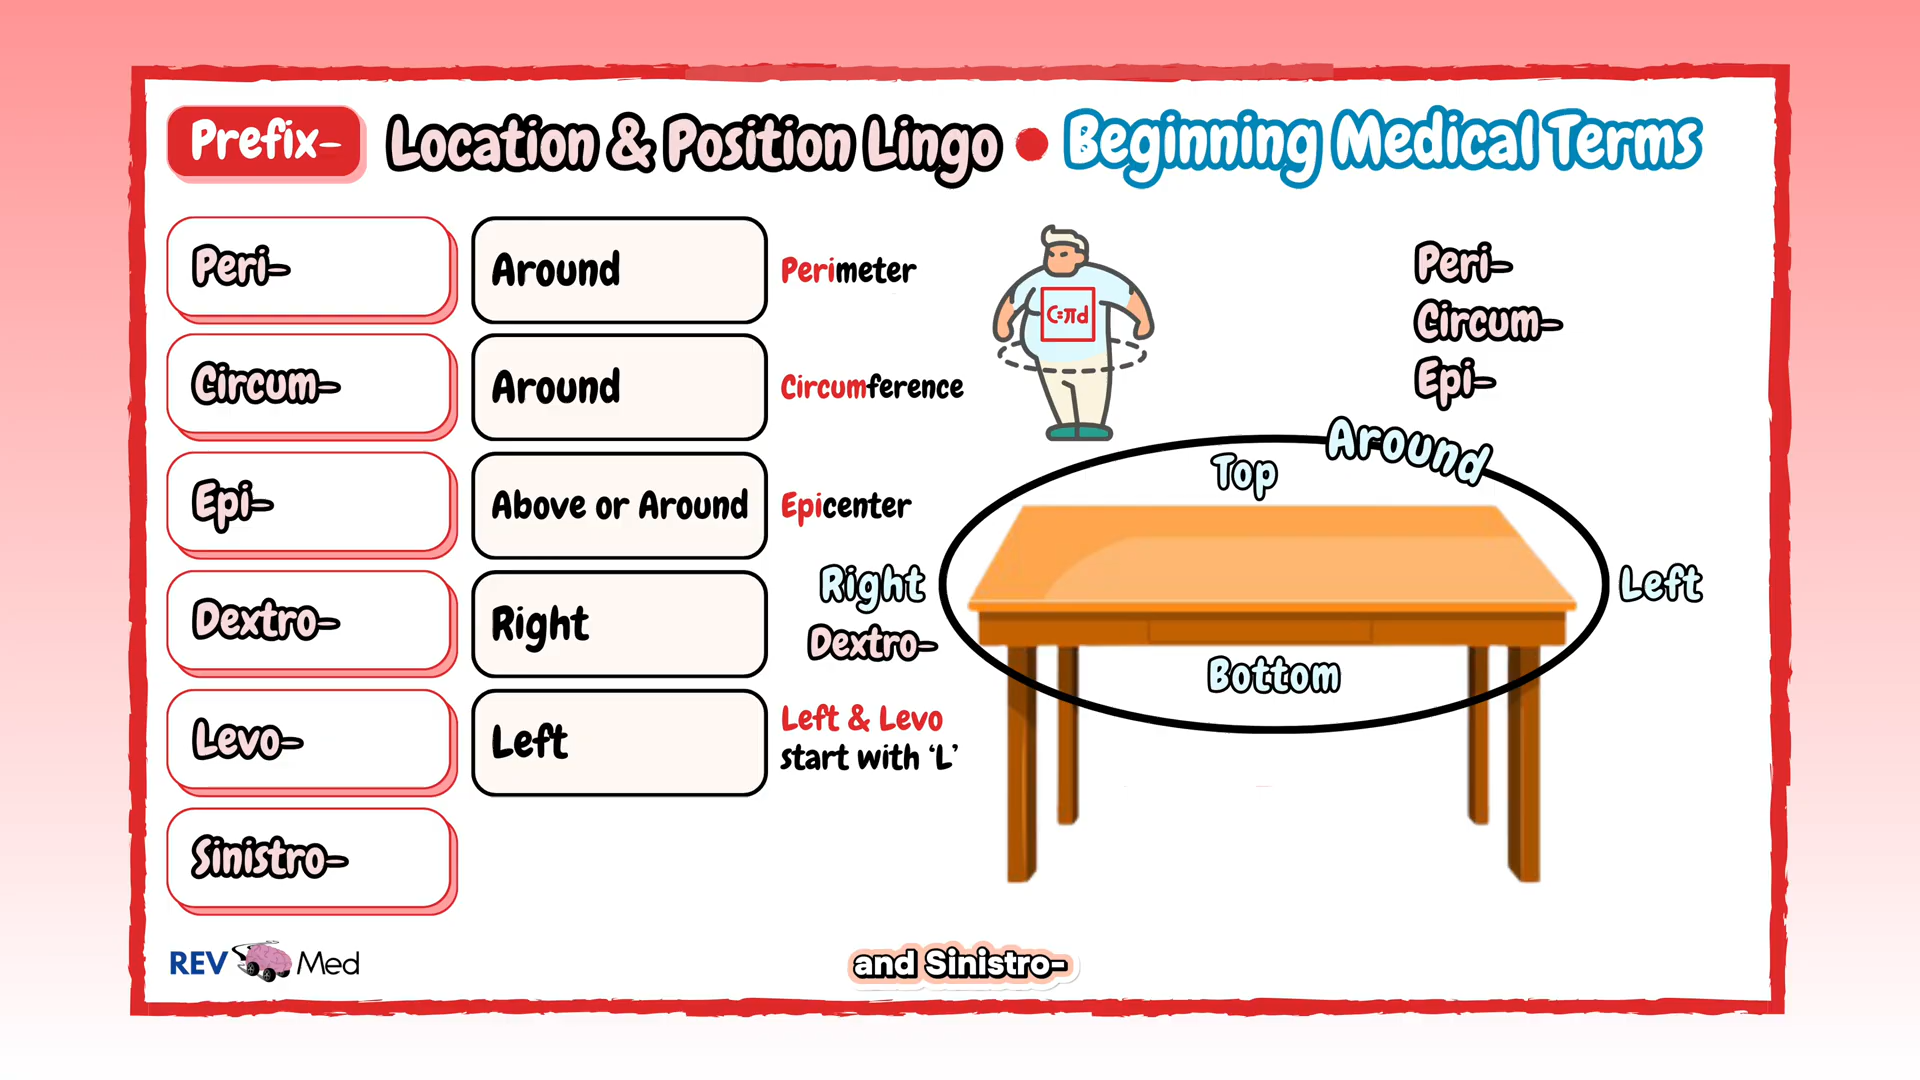 Prefix- Location & Position Lingo • Beginning Medical Terms
Peri- Around Perimeter
Circum- Around Circumference
Epi- Above or Around Epicenter
Dextro- Right
Levo- Left Left & Levo
start with ‘L’
Sinistro-
C=πd
Peri-
Circum-
Epi-
Around
Top
Right
Left
Dextro-
Bottom
REV Med
and Sinistro-